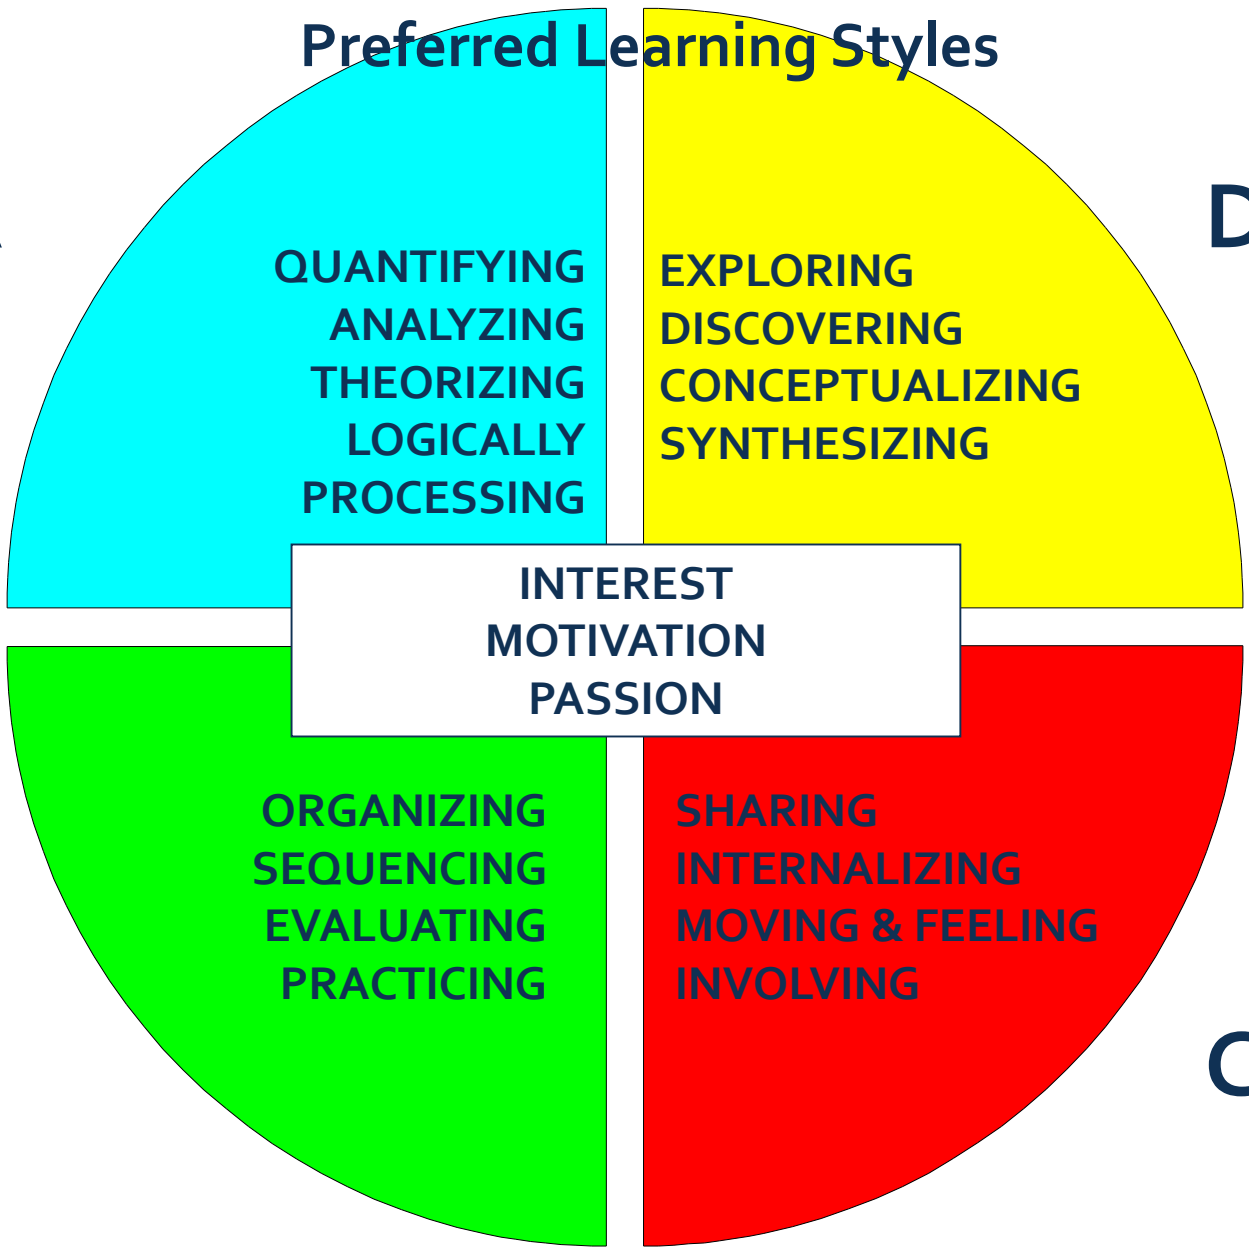 Preferred Learning Styles
D
QUANTIFYING
ANALYZING
THEORIZING
LOGICALLY
PROCESSING
EXPLORING
DISCOVERING
CONCEPTUALIZING
SYNTHESIZING
INTEREST
MOTIVATION
PASSION
ORGANIZING
SEQUENCING
EVALUATING
PRACTICING
SHARING
INTERNALIZING
MOVING & FEELING
INVOLVING
C